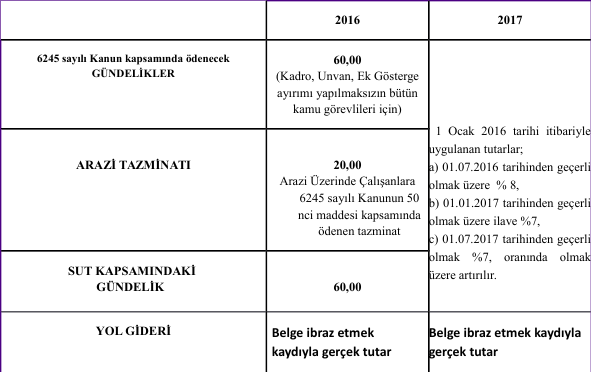 2016
2017
6245 sayılı Kanun kapsamında ödenecek
GÜNDELİKLER
60,00
(Kadro, Unvan, Ek Gösterge
ayırımı yapılmaksızın bütün
kamu görevlileri için)
ARAZİ TAZMİNATI
20,00
Arazi Üzerinde Çalışanlara
6245 sayılı Kanunun 50
nci maddesi kapsamında
ödenen tazminat
SUT KAPSAMINDAKİ
GÜNDELİK
60,00
1 Ocak 2016 tarihi itibariyle
uygulanan tutarlar;
a) 01.07.2016 tarihinden geçerli
olmak üzere % 8,
b) 01.01.2017 tarihinden geçerli
olmak üzere ilave %7,
c) 01.07.2017 tarihinden geçerli
olmak %7, oranında olmak
üzere artırılır.
YOL GİDERİ
Belge ibraz etmek
kaydıyla gerçek tutar
Belge ibraz etmek kaydıyla
gerçek tutar